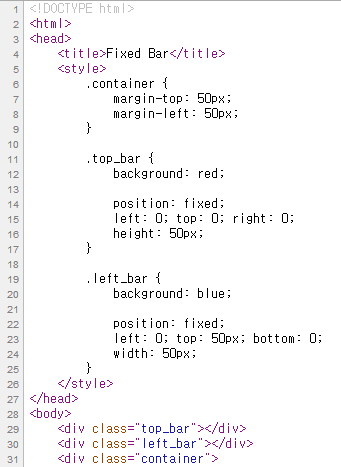 1 <!DOCTYPE html>
2 <html>
3 <head>
4     <title>Fixed Bar</title>
5     <style>
6         .container {
7             margin-top: 50px;
8             margin-left: 50px;
9         }
10
11         .top_bar {
12             background: red;
13
14             position: fixed;
15             left: 0; top: 0; right: 0;
16             height: 50px;
17         }
18
19         .left_bar {
20             background: blue;
21
22             position: fixed;
23             left: 0; top: 50px; bottom: 0;
24             width: 50px;
25         }
26     </style>
27 </head>
28 <body>
29     <div class="top_bar"></div>
30     <div class="left_bar"></div>
31     <div class="container">